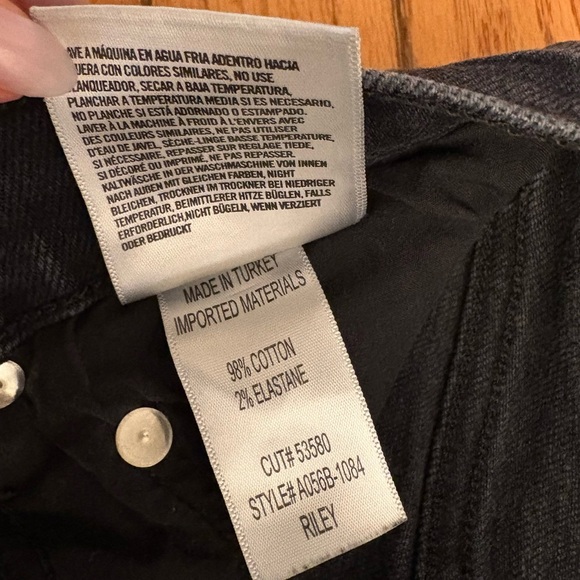 AVE A MÁQUINA EN AGUA FRIA ADENTRO HACIA
UERA CON COLORES SIMILARES, NO USE
LANQUEADOR, SECAR A BAJA TEMPERATURA,
PLANCHAR A TEMPERATURA MEDIA SI ES NECESARIO.
NO PLANCHE SI ESTÁ ADORNADO O ESTAMPADO.
LAVER À LA MACHINE À FROID À L'ENVERS AVEC
DES COULEURS SIMILAIRES, NE PAS UTILISER
D'EAU DE JAVEL, SÈCHE-LINGE BASSE TEMPERATURE,
SI NÉCESSAIRE, REPASSER SUR REGLAGE TIEDE,
SI DÉCORÉ OU IMPRIMÉ, NE PAS REPASSER.
KALTWÄSCHE IN DER WASCHMASCHINE VON INNEN
NACH AUßEN MIT GLEICHEN FARBEN, NIGHT
BLEICHEN, TROCKNEN IM TROCKNER BEI NIEDRIGER
TEMPERATUR, BEIMITTLERER HITZE BÜGLEN, FALLS
ERFORDERLICH,NICHT BÜGELN, WENN VERZIERT
ODER BEDRUCKT
MADE IN TURKEY
IMPORTED MATERIALS
98% COTTON
2% ELASTANE
CUT# 53580
STYLE# A056B-1084
RILEY